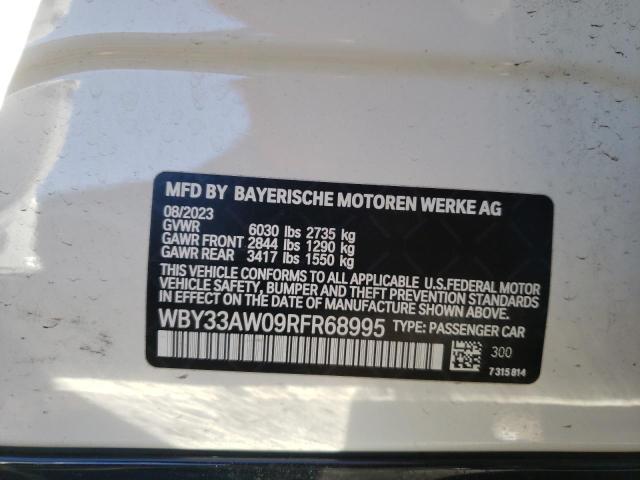 MFD BY BAYERISCHE MOTOREN WERKE AG
08/2023
GVWR 6030 lbs 2735 kg
GAWR FRONT 2844 lbs 1290 kg
GAWR REAR 3417 lbs 1550 kg
THIS VEHICLE CONFORMS TO ALL APPLICABLE U.S.FEDERAL MOTOR
VEHICLE SAFETY, BUMPER AND THEFT PREVENTION STANDARDS
IN EFFECT ON THE DATE OF MANUFACTURE SHOWN ABOVE.
WBY33AW09RFR68995 TYPE: PASSENGER CAR
300
7315814